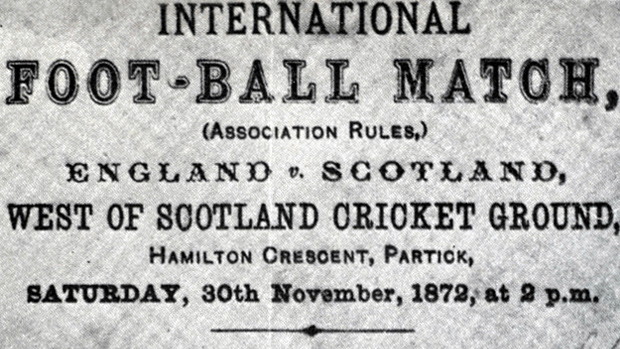 INTERNATIONAL
FOOT-BALL MATCH,
(ASSOCIATION RULES,)
ENGLAND v. SCOTLAND,
WEST OF SCOTLAND CRICKET GROUND,
HAMILTON CRESCENT, PARTICK,
SATURDAY, 30th November, 1872, at 2 p.m.